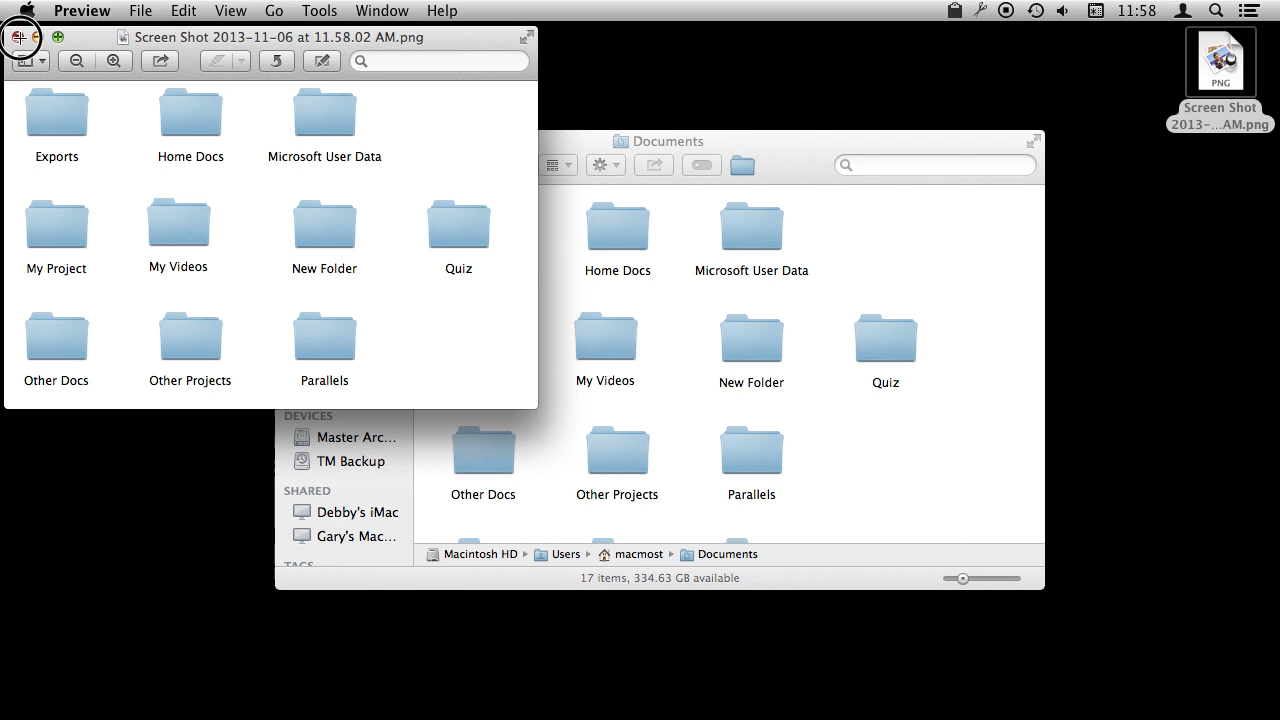 Preview File Edit View Go Tools Window Help 11:58
Screen Shot 2013-11-06 at 11.58.02 AM.png
Exports Home Docs Microsoft User Data
My Project My Videos New Folder Quiz
Other Docs Other Projects Parallels
PNG
Screen Shot
2013-...AM.png
Documents
Home Docs Microsoft User Data
My Videos New Folder Quiz
Other Docs Other Projects Parallels
DEVICES
Master Arc...
TM Backup
SHARED
Debby's iMac
Gary's Mac...
TAGS
Macintosh HD Users macmost Documents
17 items, 334.63 GB available